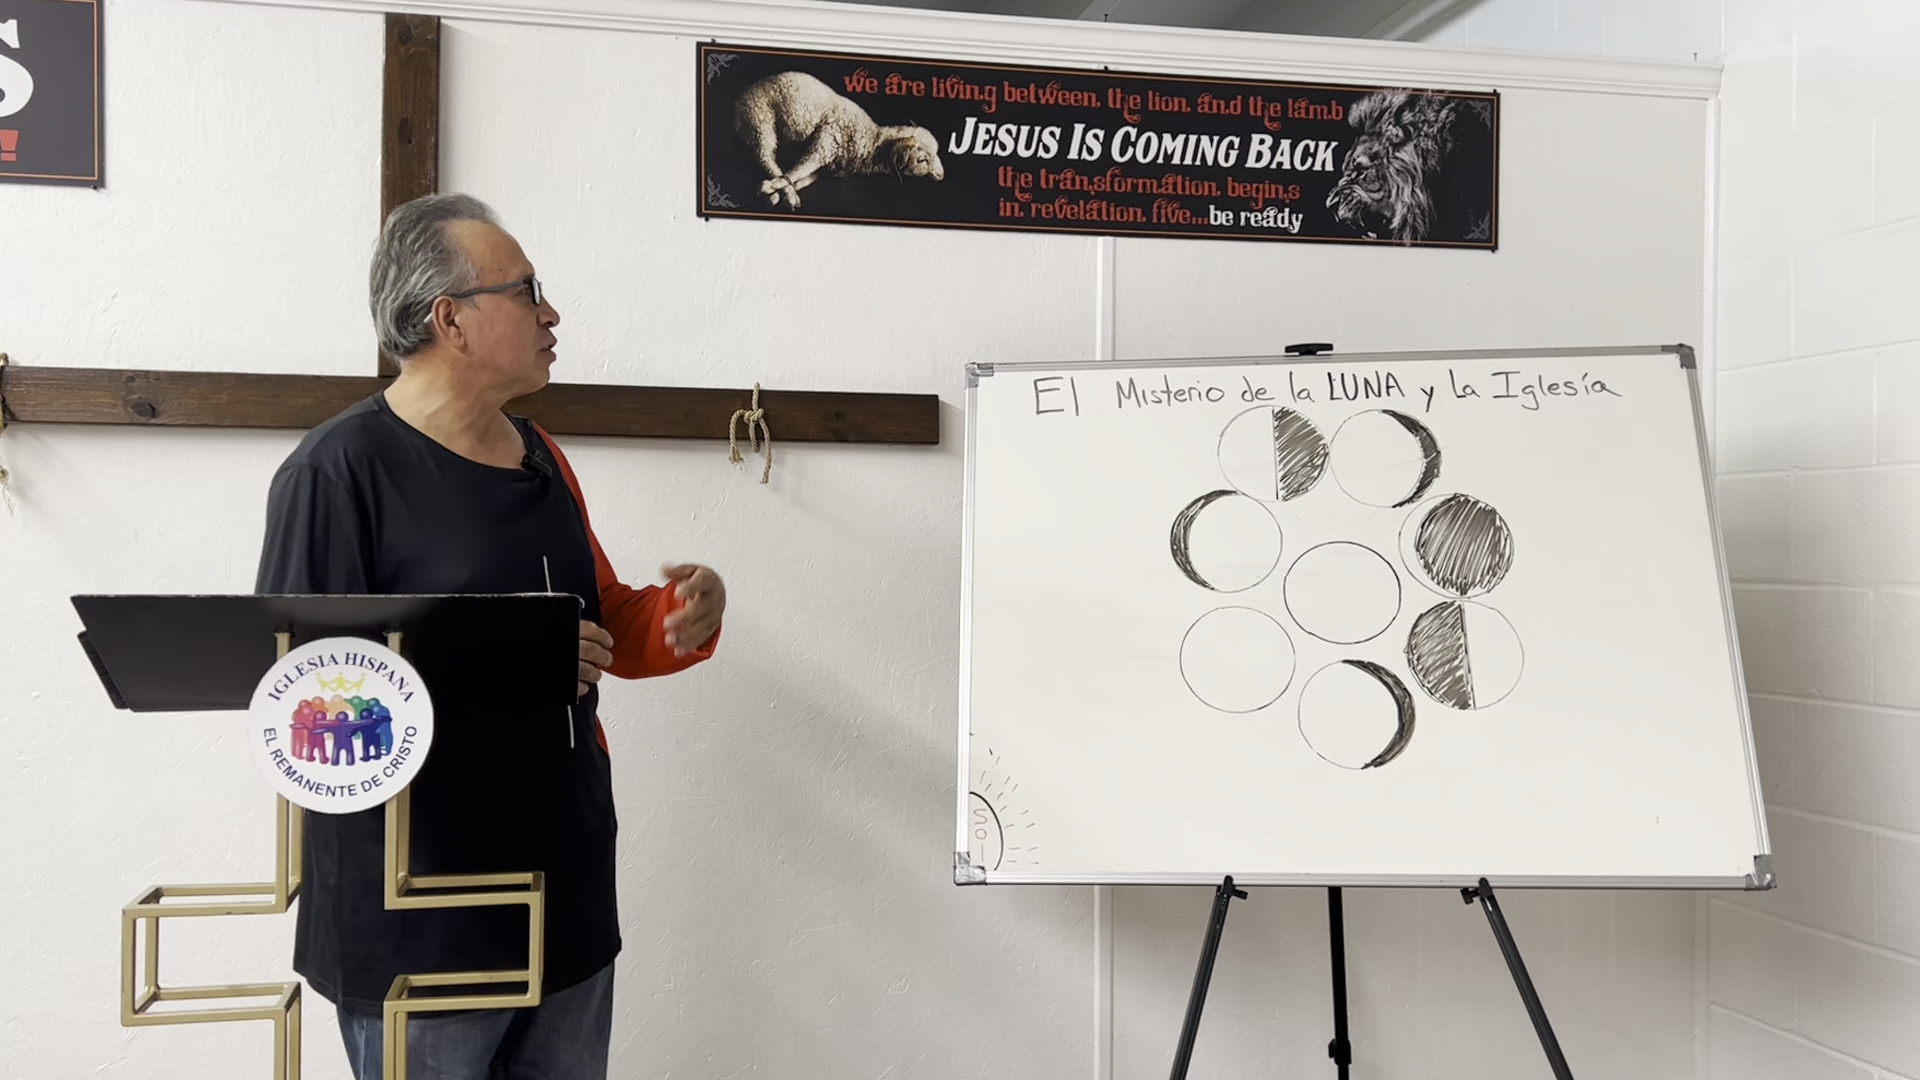 S
!
we are living between the lion and the lamb
JESUS IS COMING BACK
the transformation begins
in revelation five...be ready
El Misterio de la LUNA y La Iglesía
SOL
IGLESIA HISPANA
EL REMANENTE DE CRISTO